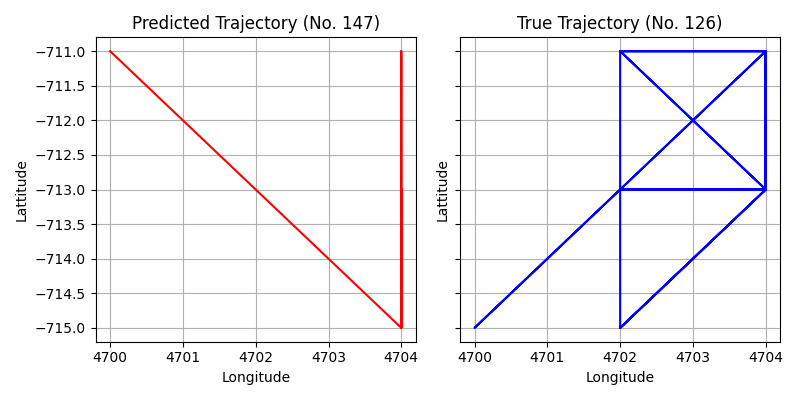 Predicted Trajectory (No. 147)
−711.0
−711.5
−712.0
−712.5
−713.0
−713.5
−714.0
−714.5
−715.0
Lattitude
4700 4701 4702 4703 4704
Longitude
True Trajectory (No. 126)
Lattitude
4700 4701 4702 4703 4704
Longitude